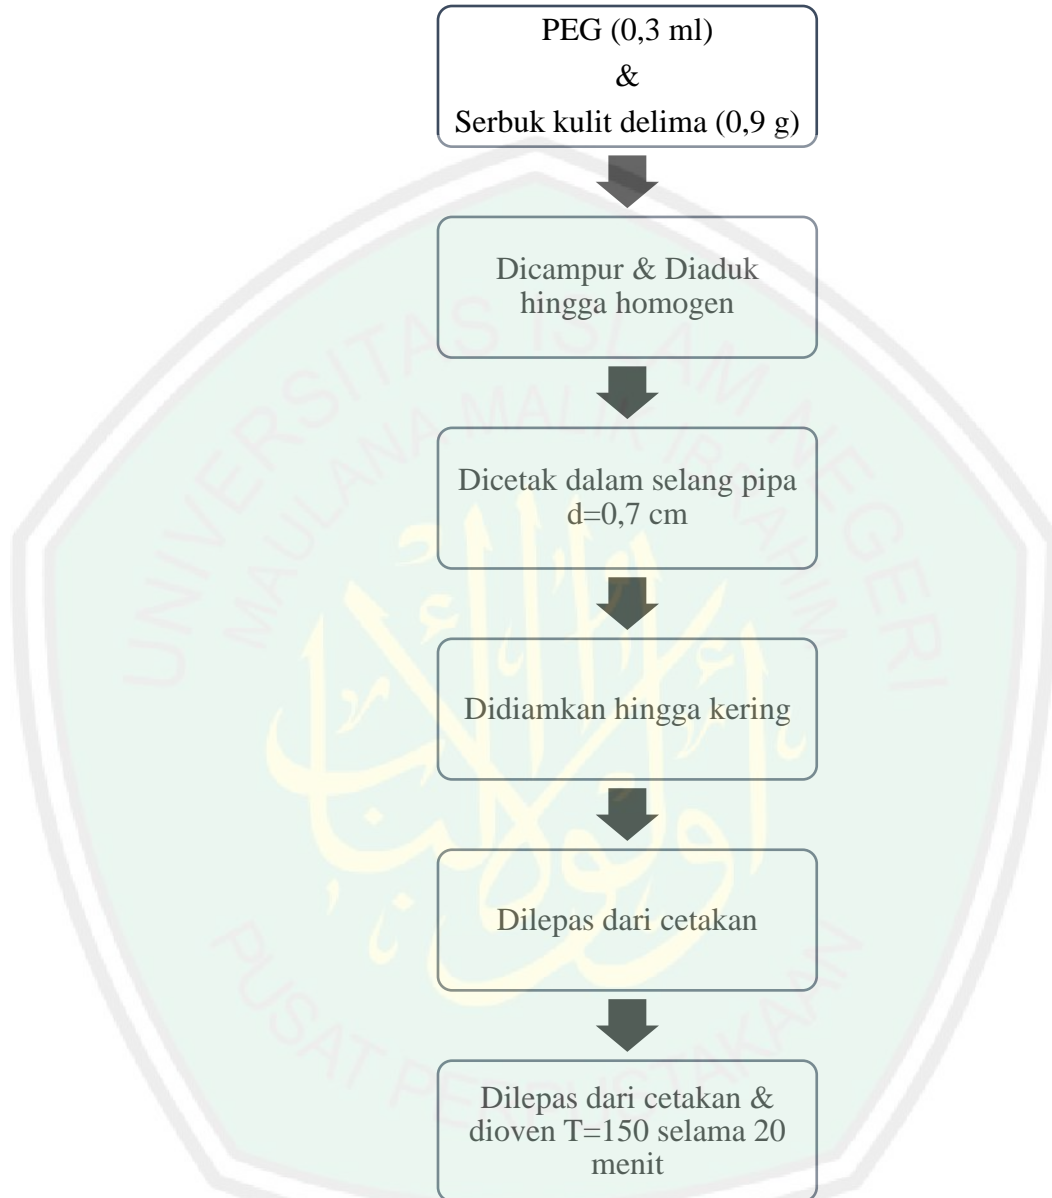 PEG (0,3 ml)
&
Serbuk kulit delima (0,9 g)
Dicampur & Diaduk
hingga homogen
Dicetak dalam selang pipa
d=0,7 cm
Didiamkan hingga kering
Dilepas dari cetakan
Dilepas dari cetakan &
dioven T=150 selama 20
menit
UNIVERSITAS ISLAM NEGERI
MAULANA MALIK IBRAHIM
PUSAT PERPUSTAKAAN